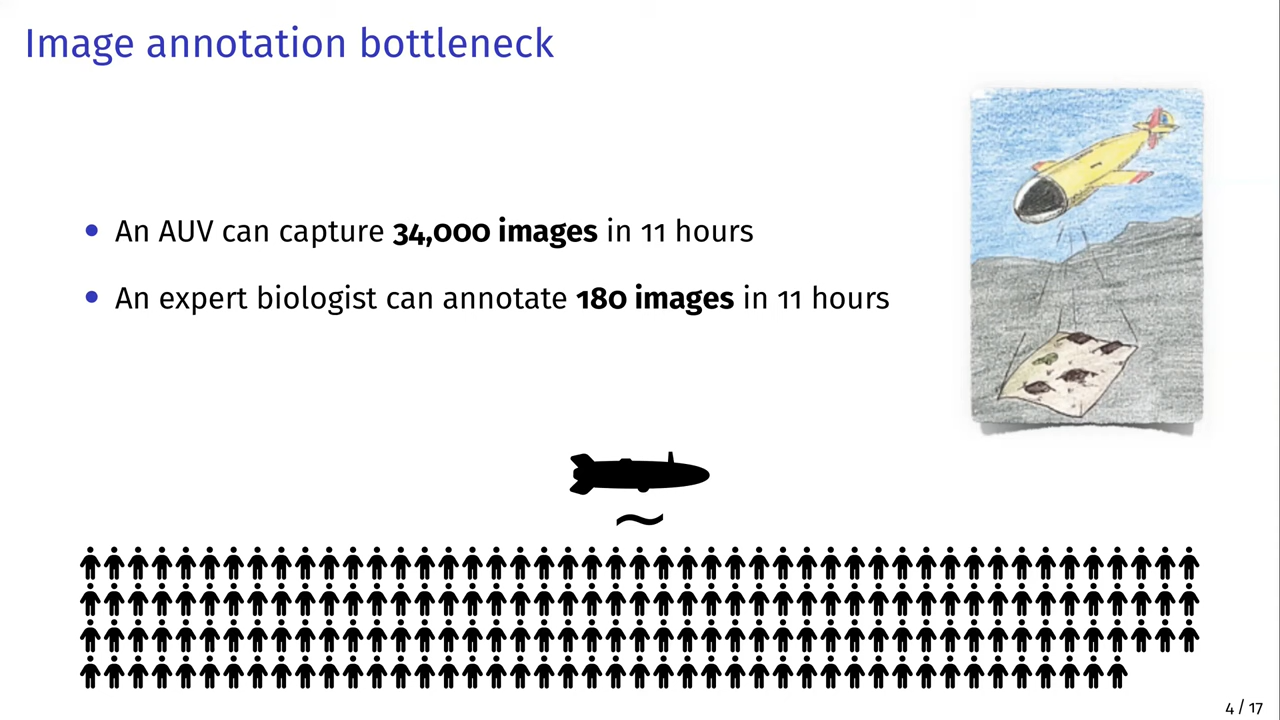 Image annotation bottleneck
• An AUV can capture 34,000 images in 11 hours
• An expert biologist can annotate 180 images in 11 hours
~
4 / 17